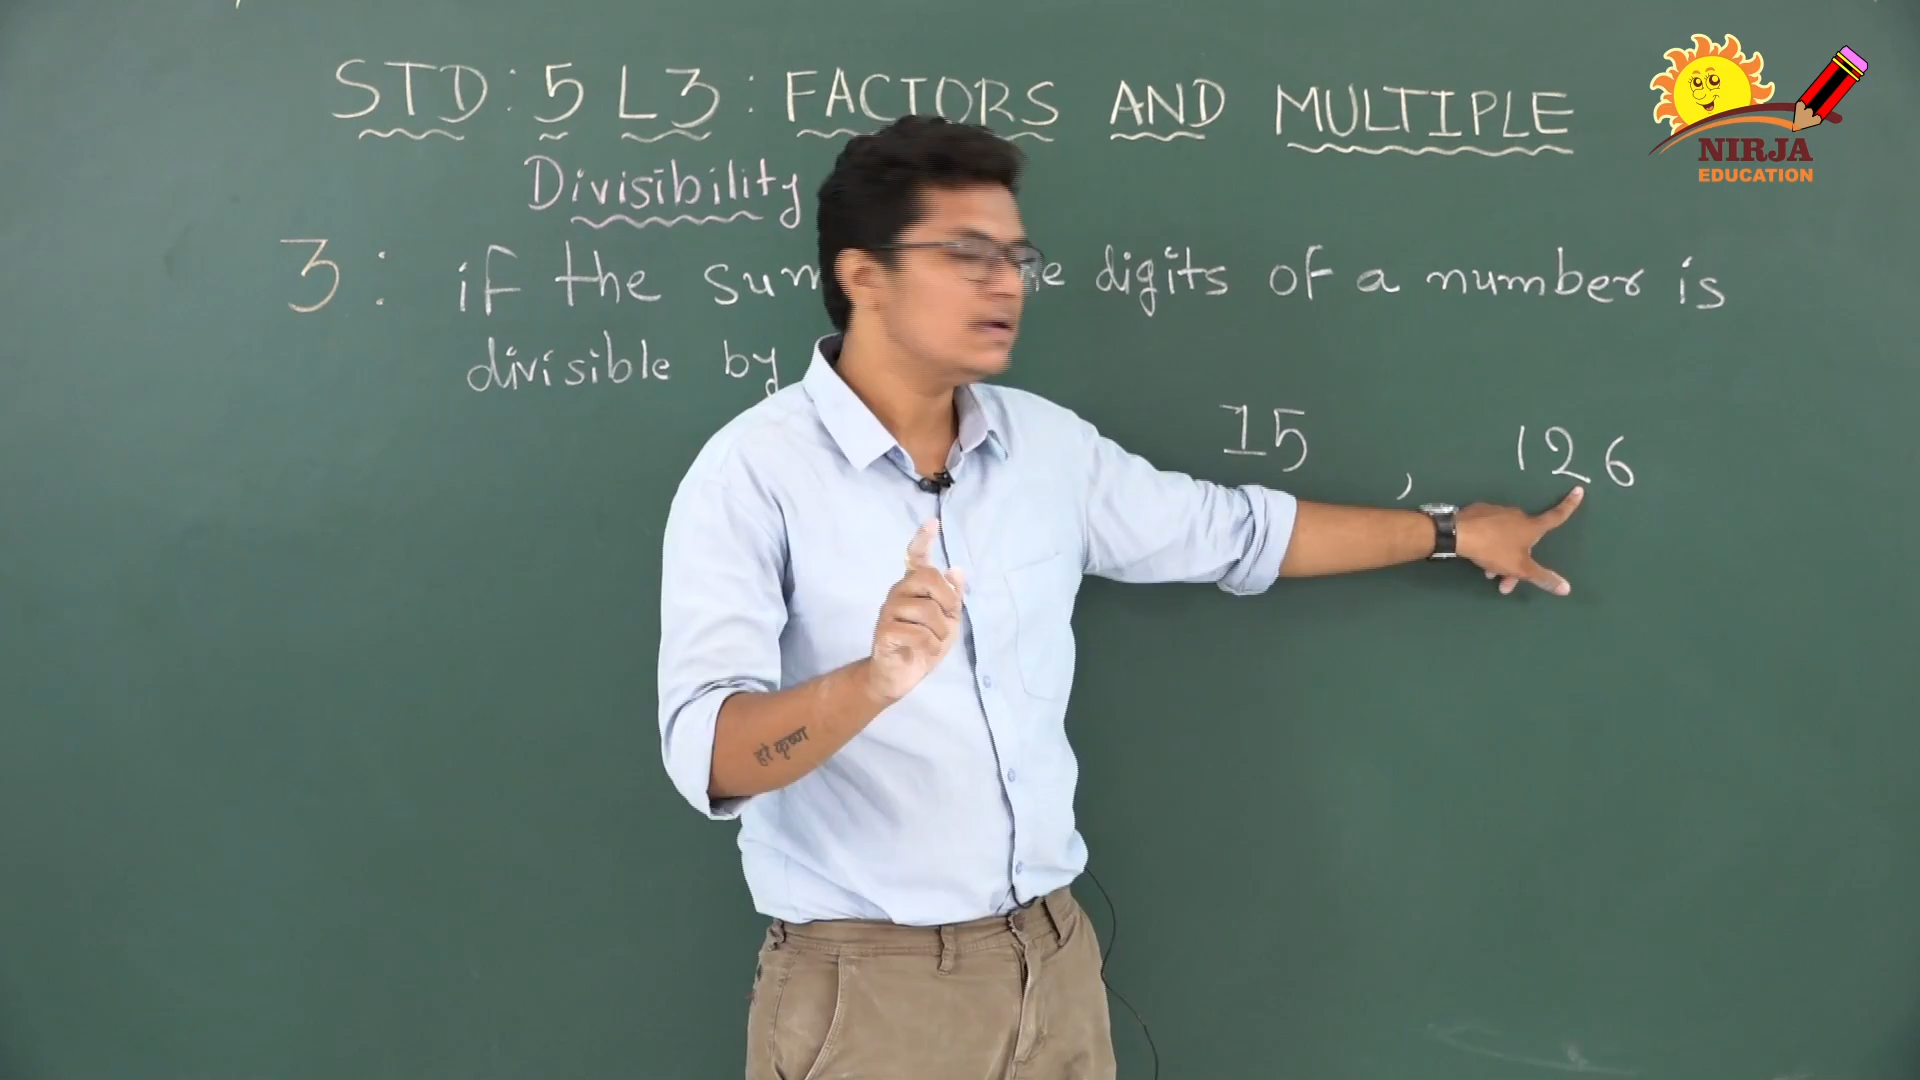 STD : 5 L3 : FACTORS AND MULTIPLE
Divisibility
3 : if the sum digits of a number is
divisible by
15 , 126
हरे कृष्ण
NIRJA
EDUCATION